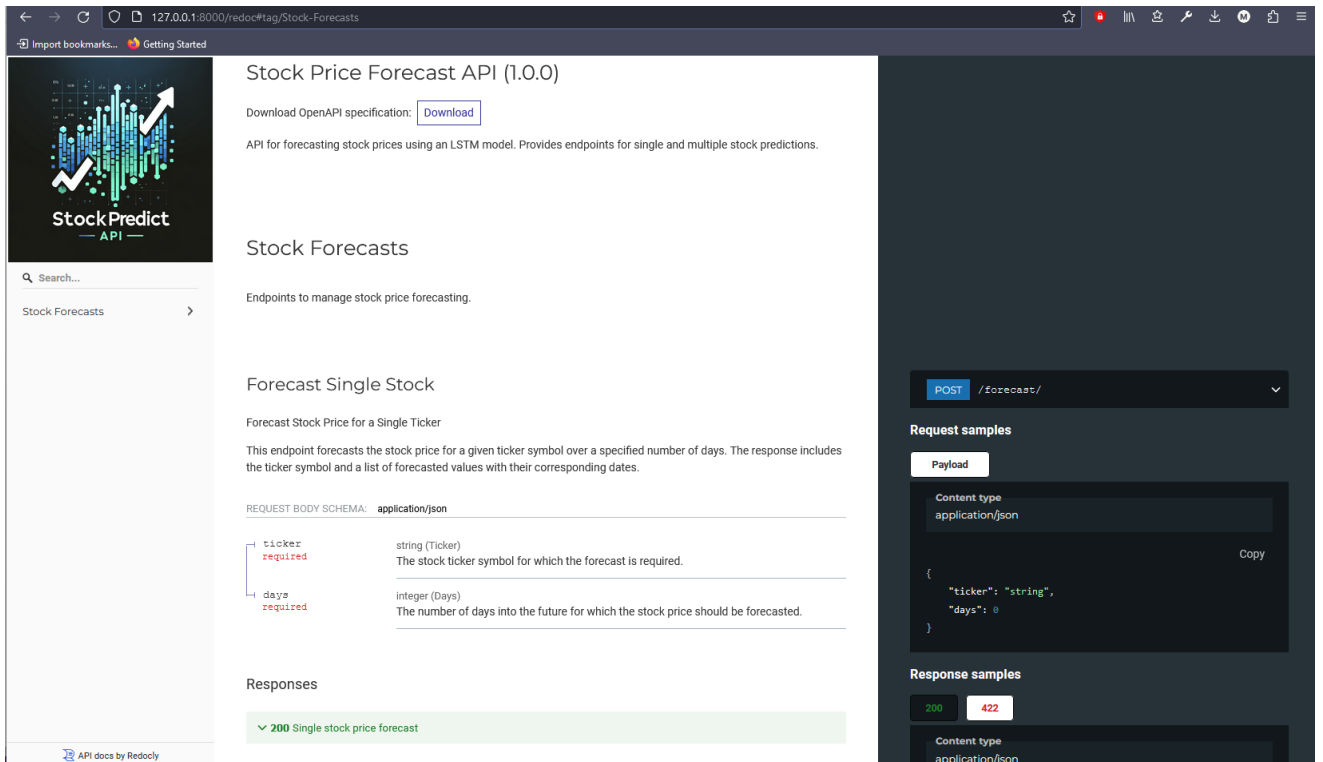 127.0.0.1:8000/redoc#tag/Stock-Forecasts
Import bookmarks... Getting Started
StockPredict
API
Search...
Stock Forecasts
API docs by Redocly
Stock Price Forecast API (1.0.0)
Download OpenAPI specification: Download
API for forecasting stock prices using an LSTM model. Provides endpoints for single and multiple stock predictions.
Stock Forecasts
Endpoints to manage stock price forecasting.
Forecast Single Stock
Forecast Stock Price for a Single Ticker
This endpoint forecasts the stock price for a given ticker symbol over a specified number of days. The response includes
the ticker symbol and a list of forecasted values with their corresponding dates.
REQUEST BODY SCHEMA: application/json
ticker
required
string (Ticker)
The stock ticker symbol for which the forecast is required.
days
required
integer (Days)
The number of days into the future for which the stock price should be forecasted.
Responses
200 Single stock price forecast
POST /forecast/
Request samples
Payload
Content type
application/json
Copy
{
"ticker": "string",
"days": 0
}
Response samples
200 422
Content type
application/json